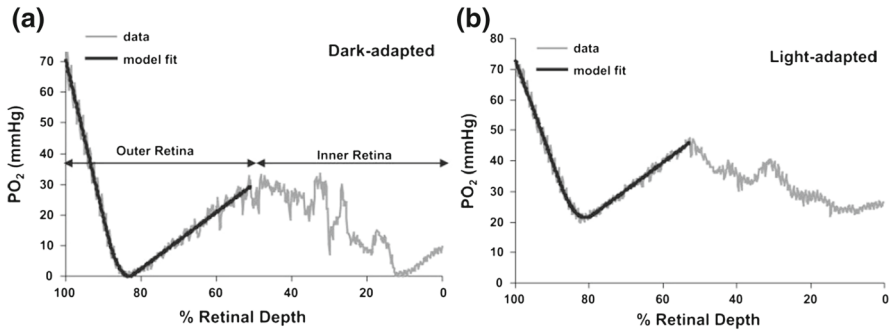 (a)
data
model fit
Dark-adapted
Outer Retina
Inner Retina
PO2 (mmHg)
70
60
50
40
30
20
10
0
100
80
60
40
20
0
% Retinal Depth
(b)
data
model fit
Light-adapted
PO2 (mmHg)
80
70
60
50
40
30
20
10
0
100
80
60
40
20
0
% Retinal Depth